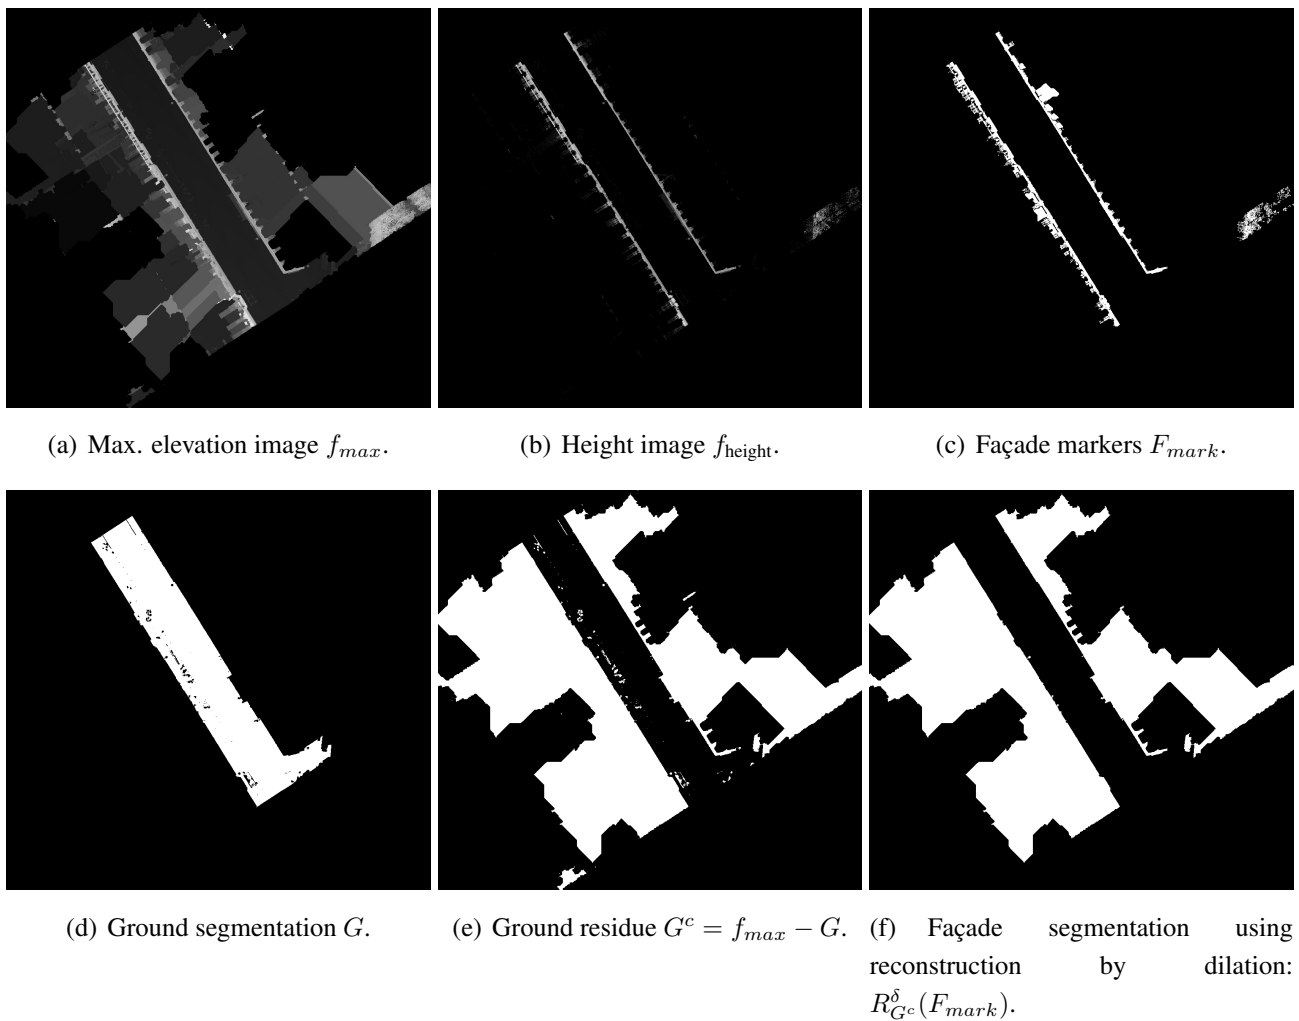 (a) Max. elevation image f_max.
(b) Height image f_height.
(c) Façade markers F_mark.
(d) Ground segmentation G.
(e) Ground residue G^c = f_max − G.
(f) Façade segmentation using
reconstruction by dilation:
R^δ_{G^c}(F_mark).